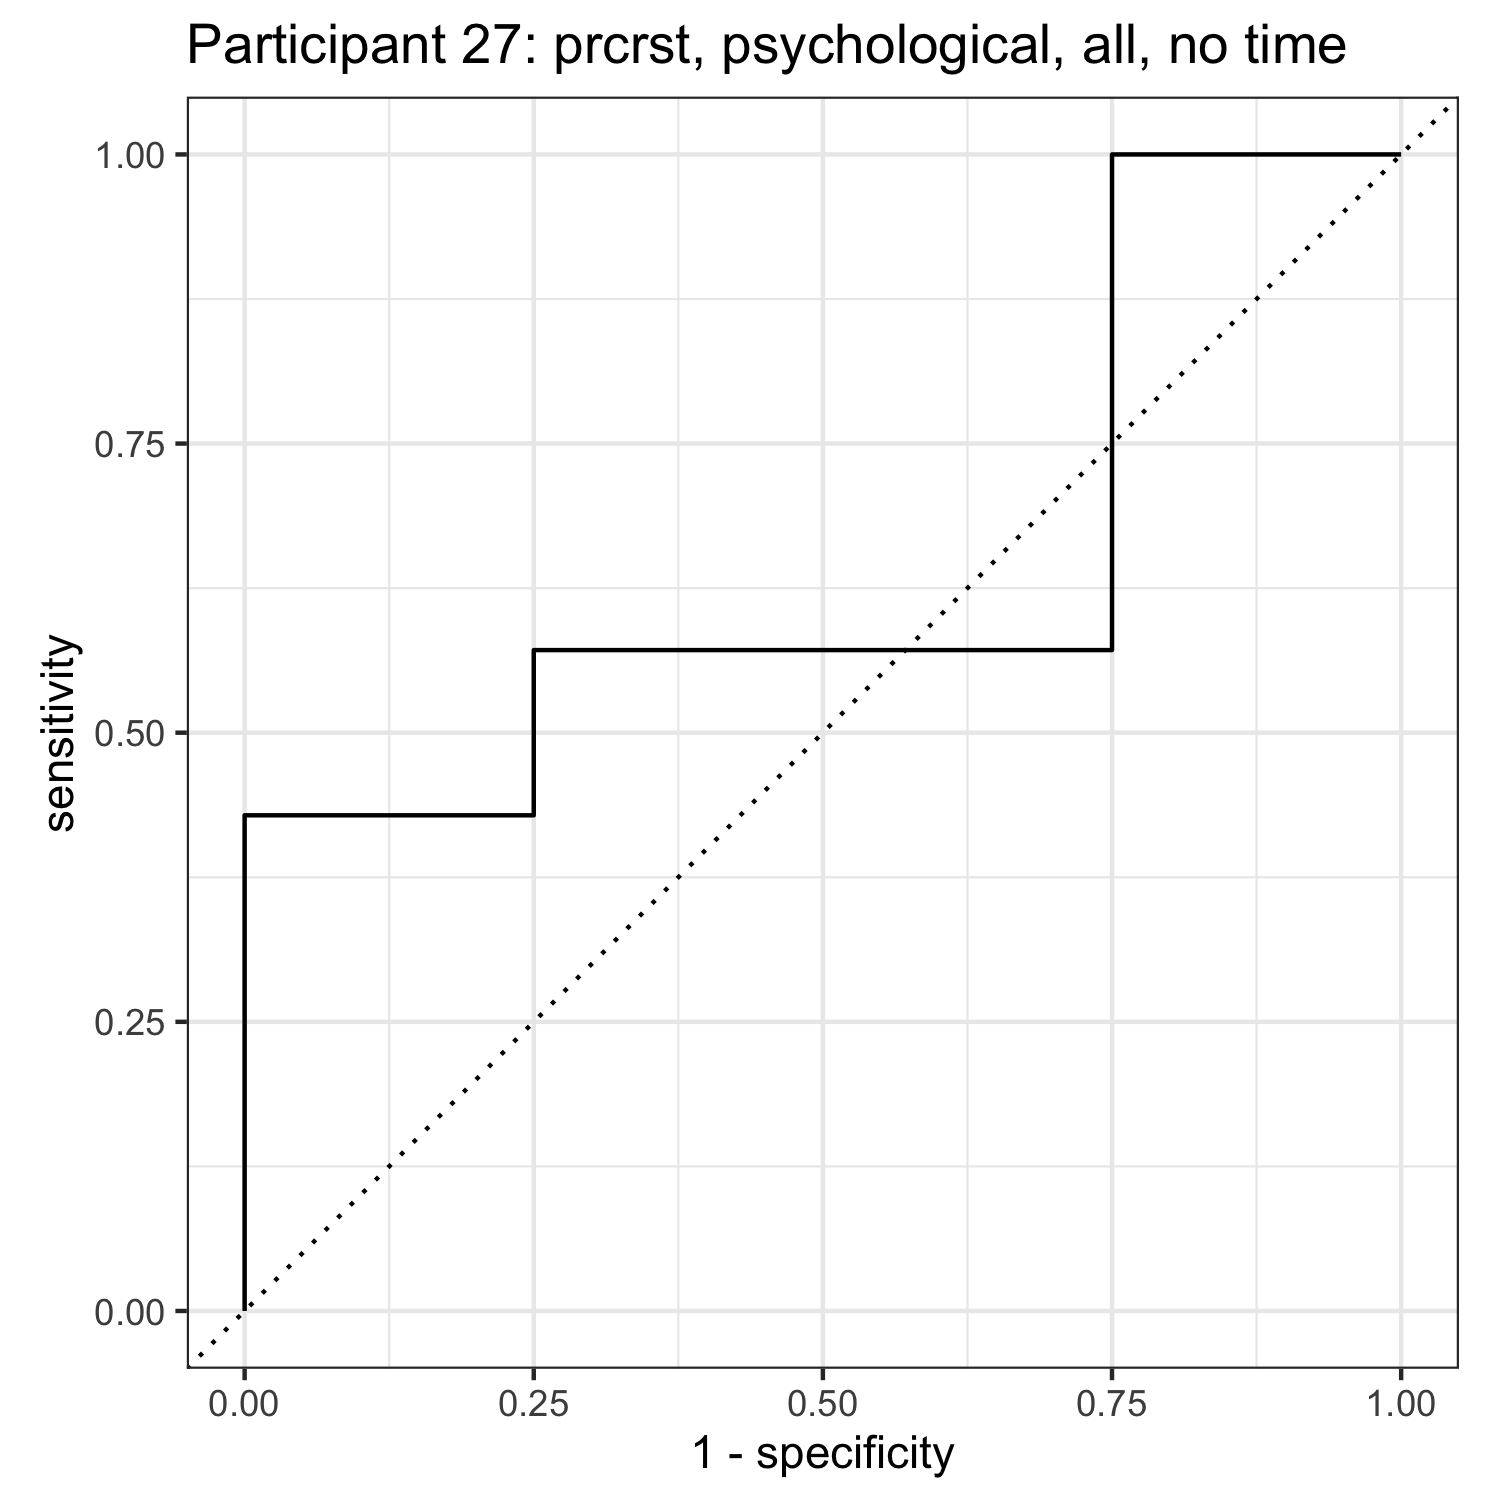 Participant 27: prcrst, psychological, all, no time
1.00
0.75
0.50
0.25
0.00
sensitivity
0.00 0.25 0.50 0.75 1.00
1 - specificity